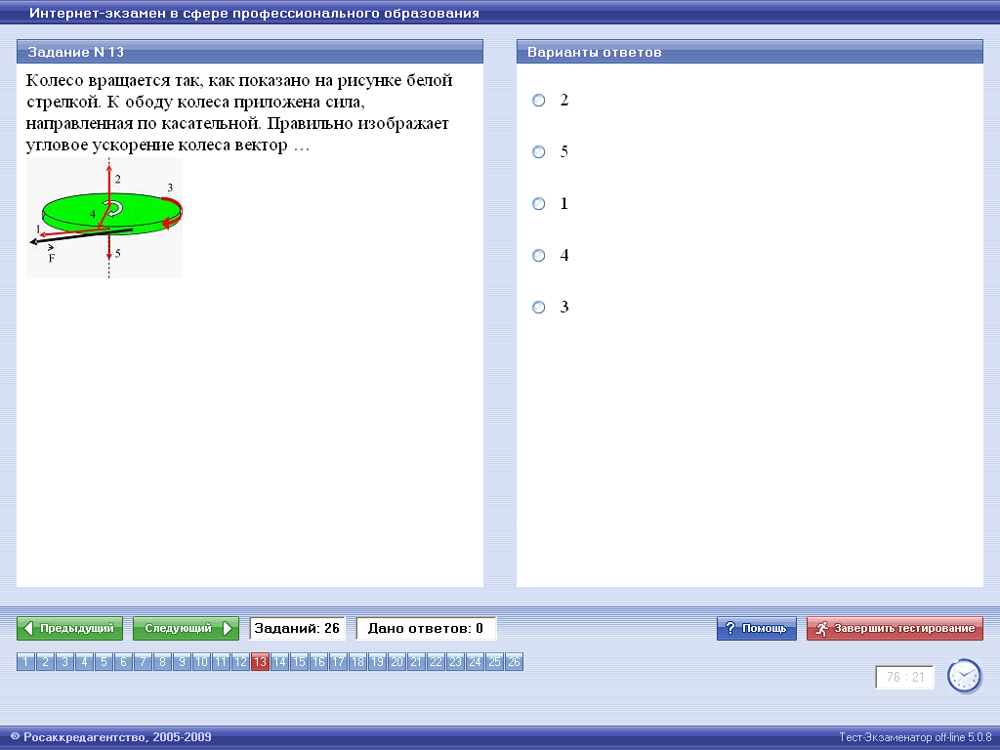 Интернет-экзамен в сфере профессионального образования
Задание N 13
Колесо вращается так, как показано на рисунке белой
стрелкой. К ободу колеса приложена сила,
направленная по касательной. Правильно изображает
угловое ускорение колеса вектор …
2
3
4
1
F
5
Варианты ответов
2
5
1
4
3
Предыдущий
Следующий
Заданий: 26
Дано ответов: 0
? Помощь
Завершить тестирование
1 2 3 4 5 6 7 8 9 10 11 12 13 14 15 16 17 18 19 20 21 22 23 24 25 26
76 : 21
© Росаккредагентство, 2005-2009
Тест-Экзаменатор off-line 5.0.8